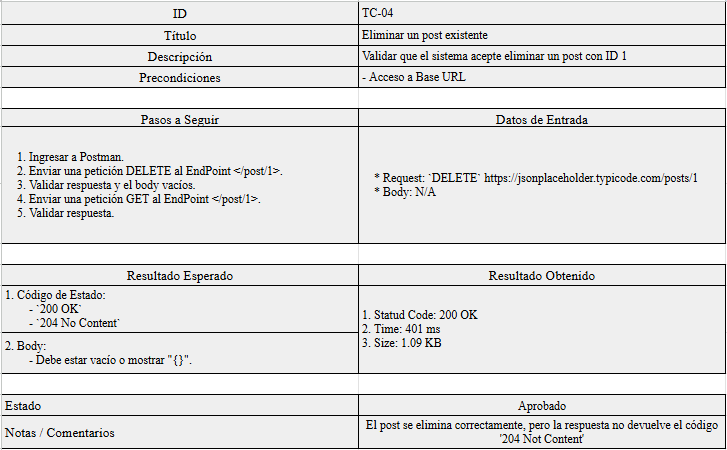 ID
TC-04
Título
Eliminar un post existente
Descripción
Validar que el sistema acepte eliminar un post con ID 1
Precondiciones
- Acceso a Base URL
Pasos a Seguir
Datos de Entrada
1. Ingresar a Postman.
2. Enviar una petición DELETE al EndPoint </post/1>.
3. Validar respuesta y el body vacíos.
4. Enviar una petición GET al EndPoint </post/1>.
5. Validar respuesta.
* Request: `DELETE` https://jsonplaceholder.typicode.com/posts/1
* Body: N/A
Resultado Esperado
Resultado Obtenido
1. Código de Estado:
- `200 OK`
- `204 No Content`
2. Body:
- Debe estar vacío o mostrar "{}".
1. Statud Code: 200 OK
2. Time: 401 ms
3. Size: 1.09 KB
Estado
Aprobado
Notas / Comentarios
El post se elimina correctamente, pero la respuesta no devuelve el código
'204 Not Content'